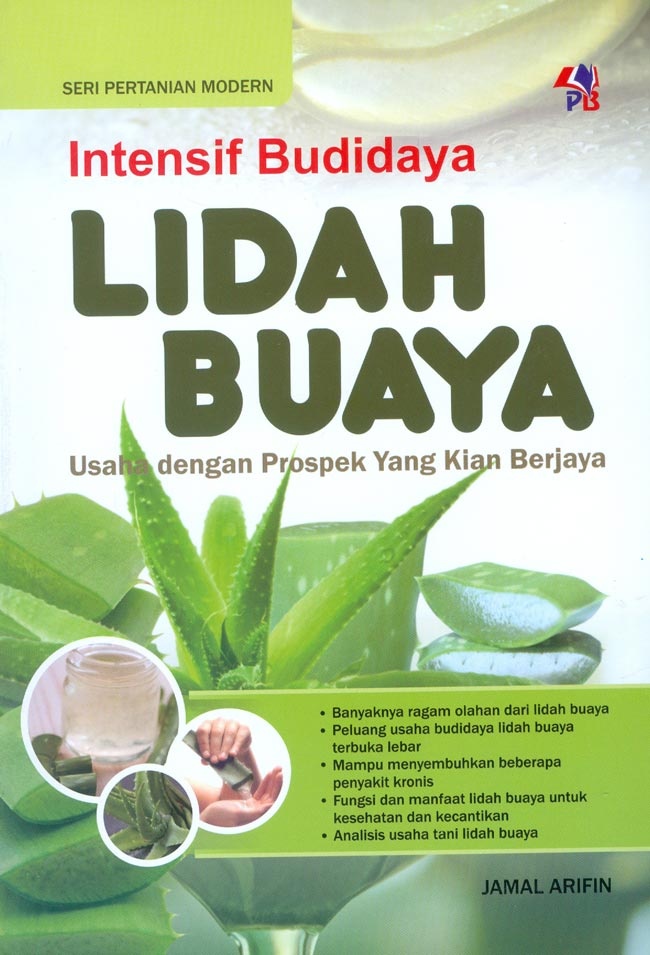 SERI PERTANIAN MODERN
PB
Intensif Budidaya
LIDAH
BUAYA
Usaha dengan Prospek Yang Kian Berjaya
• Banyaknya ragam olahan dari lidah buaya
• Peluang usaha budidaya lidah buaya
terbuka lebar
• Mampu menyembuhkan beberapa
penyakit kronis
• Fungsi dan manfaat lidah buaya untuk
kesehatan dan kecantikan
• Analisis usaha tani lidah buaya
JAMAL ARIFIN